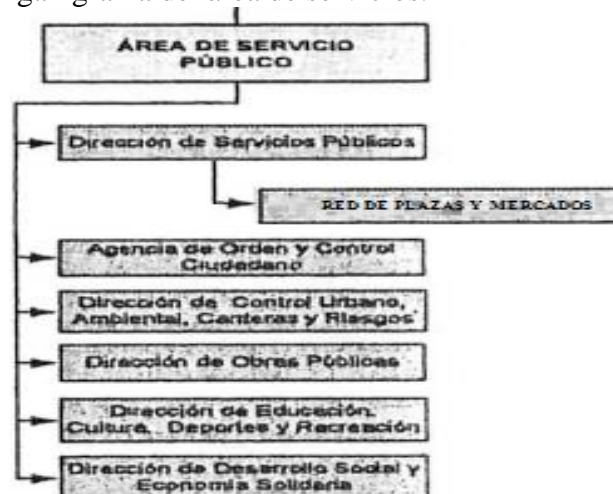 ÁREA DE SERVICIO
PÚBLICO
Dirección de Servicios Públicos
RED DE PLAZAS Y MERCADOS
Agencia de Orden y Control
Ciudadano
Dirección de Control Urbano,
Ambiental, Canteras y Riesgos
Dirección de Obras Públicas
Dirección de Educación,
Cultura, Deportes y Recreación
Dirección de Desarrollo Social y
Economía Solidaria